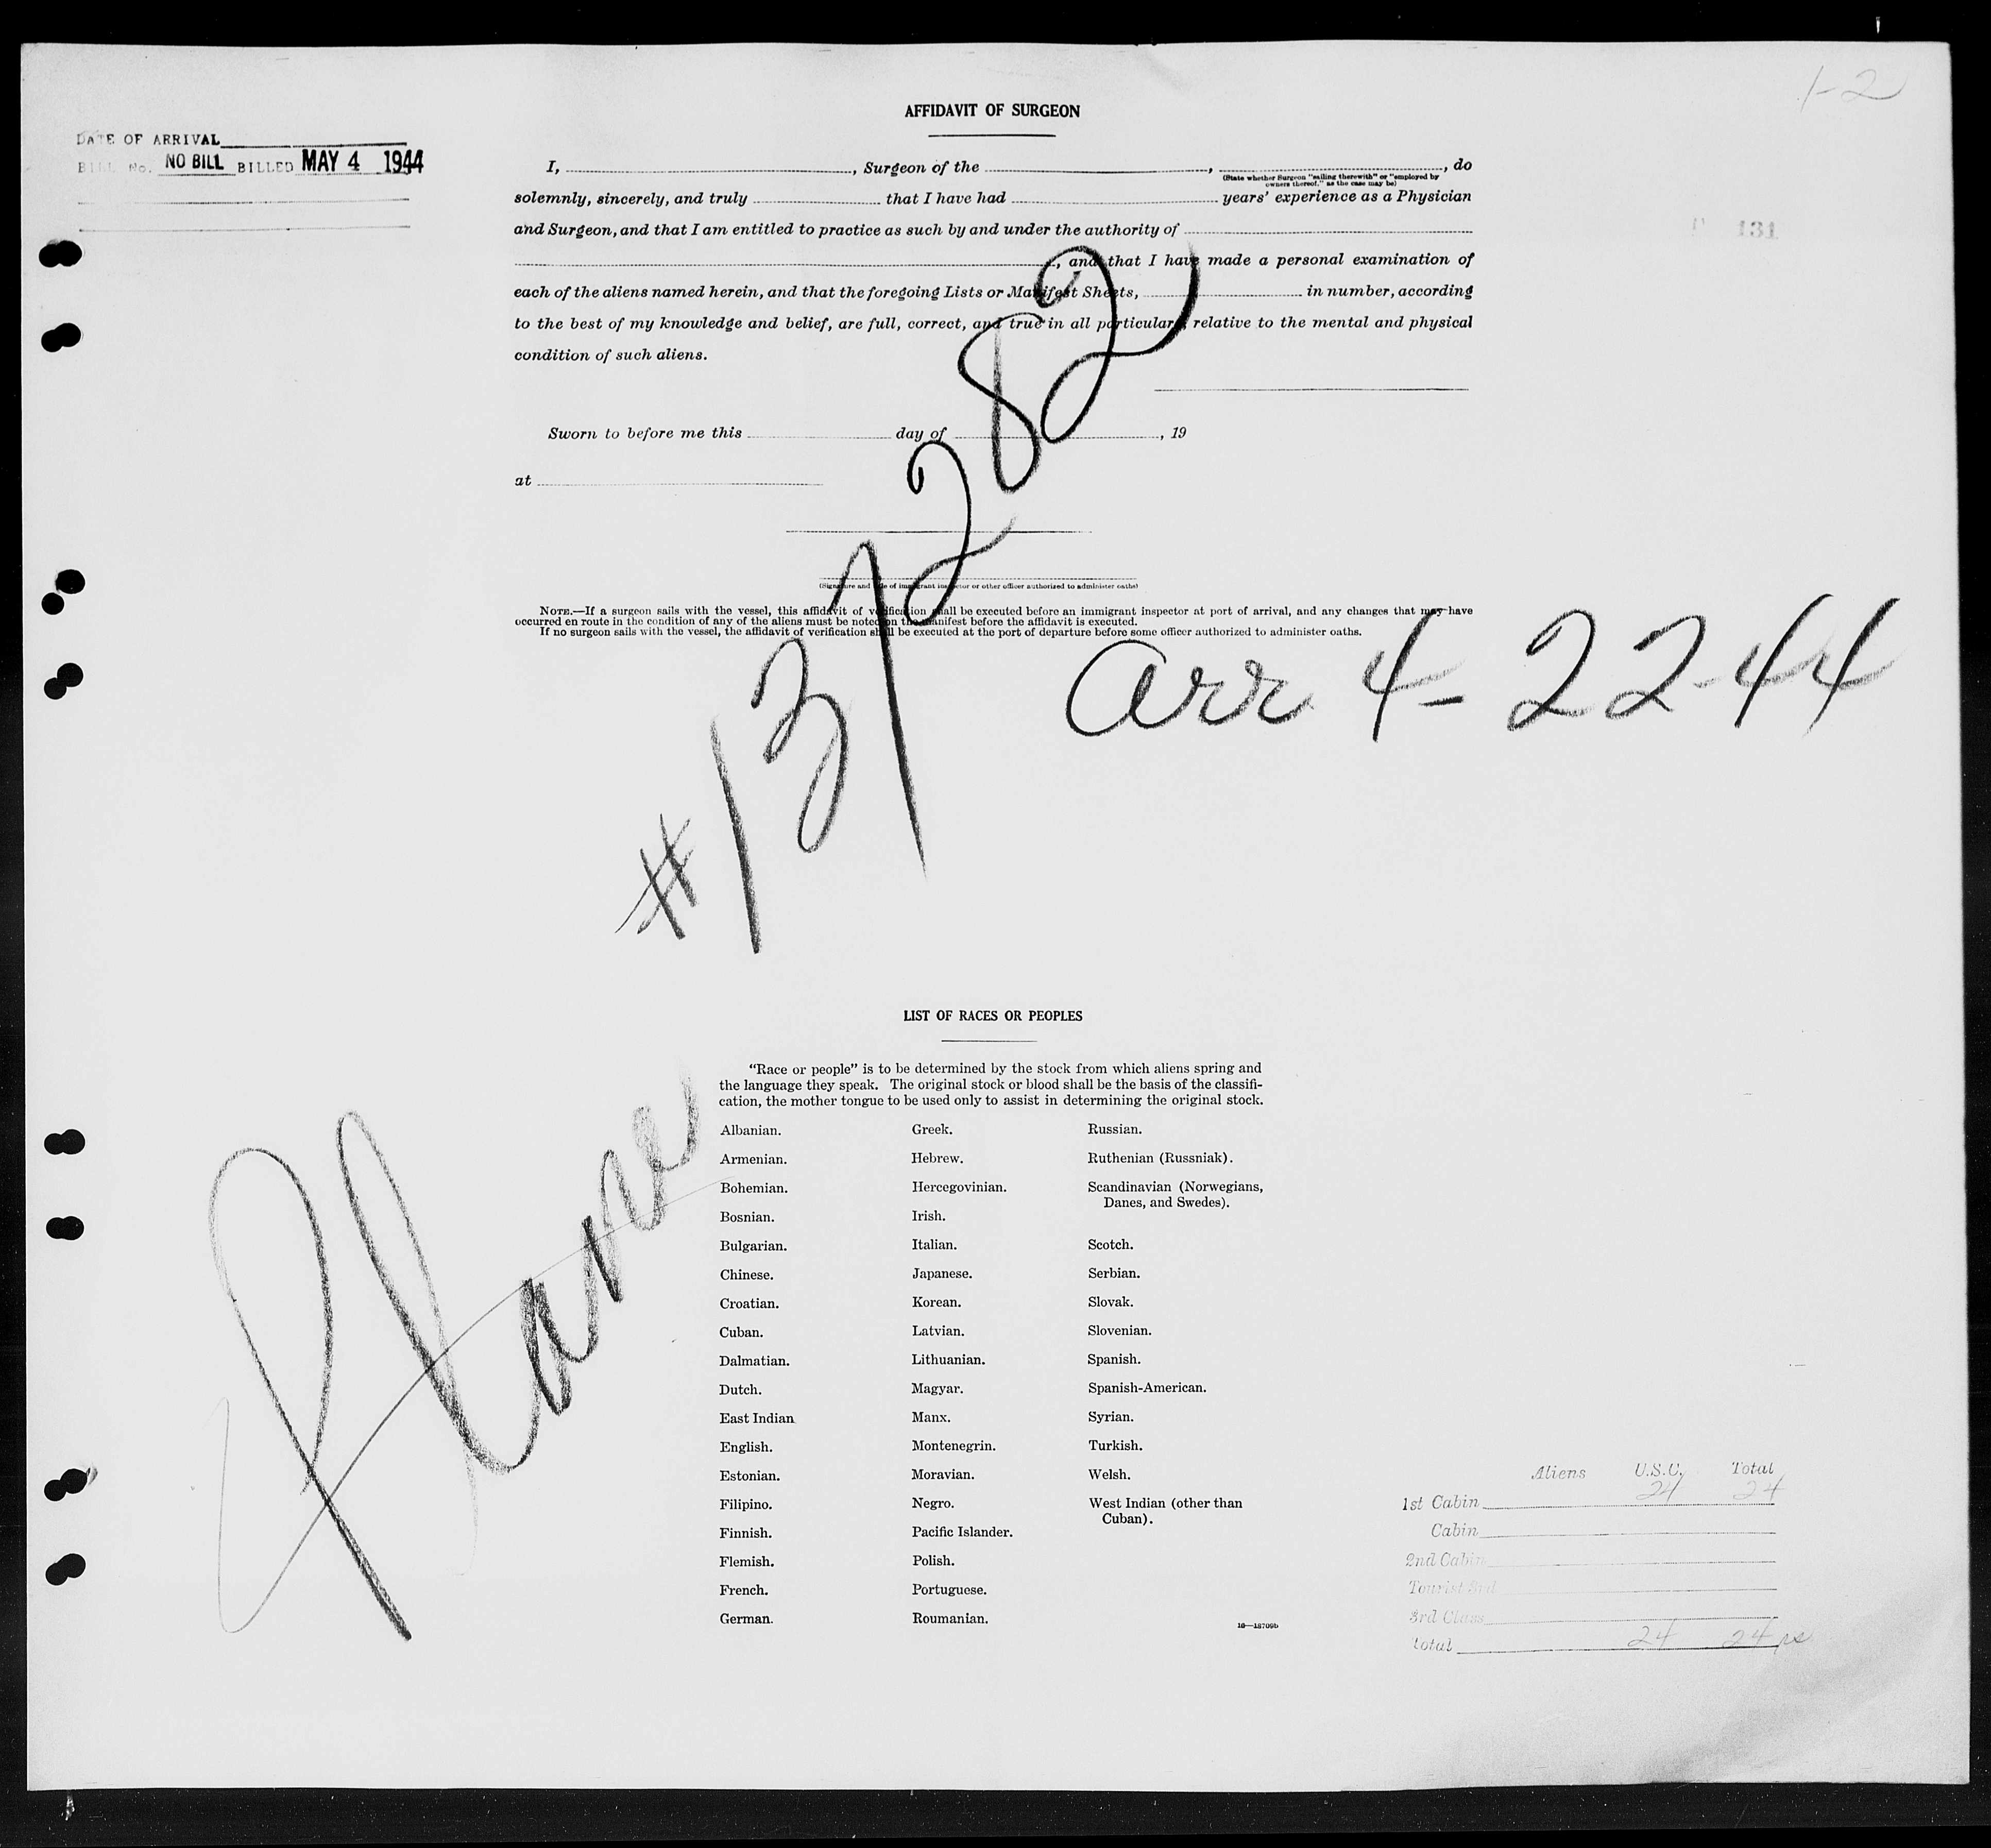 1-2
AFFIDAVIT OF SURGEON
DATE OF ARRIVAL
BILL No. NO BILL BILLED MAY 4 1944
131
I, , Surgeon of the , , do
(State whether Surgeon "sailing therewith" or "employed by
owners thereof," as the case may be)
solemnly, sincerely, and truly that I have had years' experience as a Physician
and Surgeon, and that I am entitled to practice as such by and under the authority of
, and that I have made a personal examination of
each of the aliens named herein, and that the foregoing Lists or Manifest Sheets, in number, according
to the best of my knowledge and belief, are full, correct, and true in all particulars relative to the mental and physical
condition of such aliens.
Sworn to before me this day of , 19
at
(Signature and title of immigrant inspector or other officer authorized to administer oaths)
NOTE.—If a surgeon sails with the vessel, this affidavit of verification shall be executed before an immigrant inspector at port of arrival, and any changes that may have
occurred en route in the condition of any of the aliens must be noted on the manifest before the affidavit is executed.
If no surgeon sails with the vessel, the affidavit of verification shall be executed at the port of departure before some officer authorized to administer oaths.
#137282
arr 4-22-44
Plane
LIST OF RACES OR PEOPLES
"Race or people" is to be determined by the stock from which aliens spring and
the language they speak. The original stock or blood shall be the basis of the classifi-
cation, the mother tongue to be used only to assist in determining the original stock.
Albanian.
Armenian.
Bohemian.
Bosnian.
Bulgarian.
Chinese.
Croatian.
Cuban.
Dalmatian.
Dutch.
East Indian
English.
Estonian.
Filipino.
Finnish.
Flemish.
French.
German.
Greek.
Hebrew.
Hercegovinian.
Irish.
Italian.
Japanese.
Korean.
Latvian.
Lithuanian.
Magyar.
Manx.
Montenegrin.
Moravian.
Negro.
Pacific Islander.
Polish.
Portuguese.
Roumanian.
Russian.
Ruthenian (Russniak).
Scandinavian (Norwegians,
Danes, and Swedes).
Scotch.
Serbian.
Slovak.
Slovenian.
Spanish.
Spanish-American.
Syrian.
Turkish.
Welsh.
West Indian (other than
Cuban).
16—18709b
Aliens U.S.C. Total
1st Cabin 24 24
Cabin
2nd Cabin
Tourist 3rd
3rd Class
Total 24 24